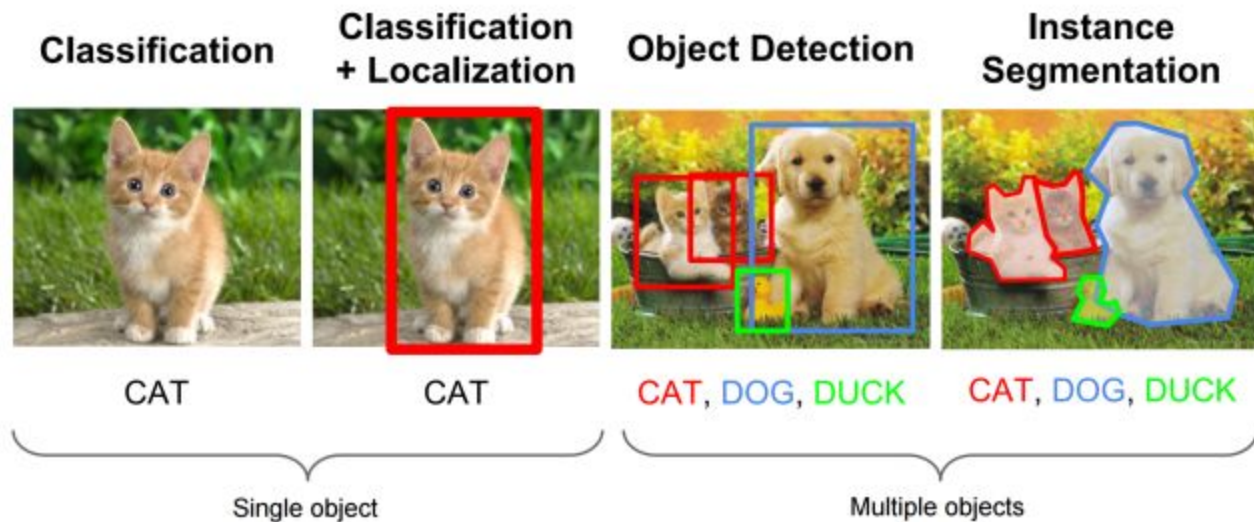 Classification
Classification
+ Localization
Object Detection
Instance
Segmentation
CAT
CAT
CAT, DOG, DUCK
CAT, DOG, DUCK
Single object
Multiple objects